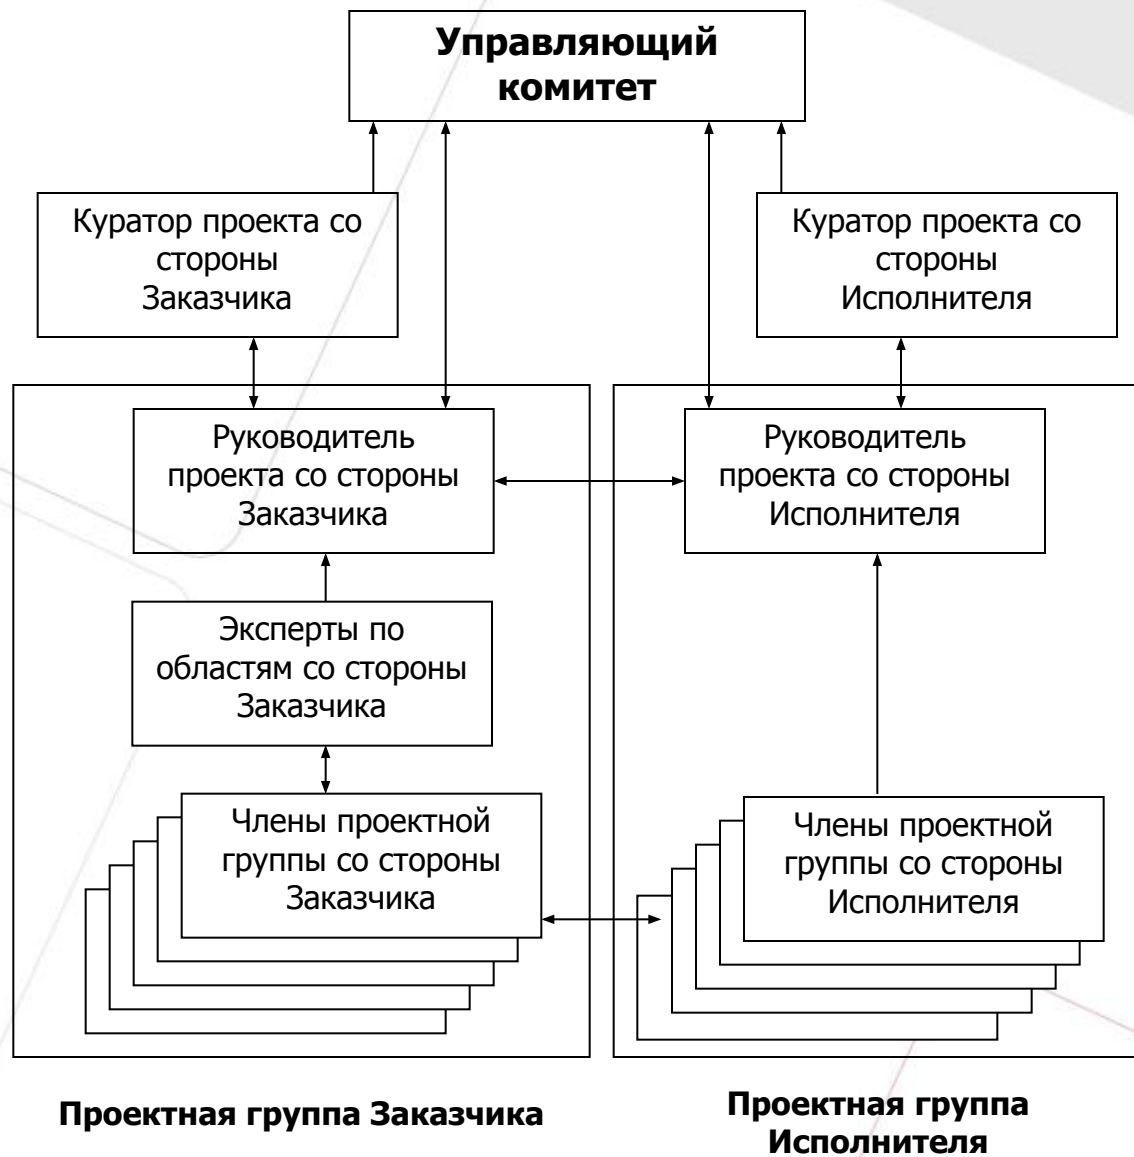 Управляющий
комитет
Куратор проекта со
стороны
Заказчика
Куратор проекта со
стороны
Исполнителя
Руководитель
проекта со стороны
Заказчика
Руководитель
проекта со стороны
Исполнителя
Эксперты по
областям со стороны
Заказчика
Члены проектной
группы со стороны
Заказчика
Члены проектной
группы со стороны
Исполнителя
Проектная группа Заказчика
Проектная группа
Исполнителя